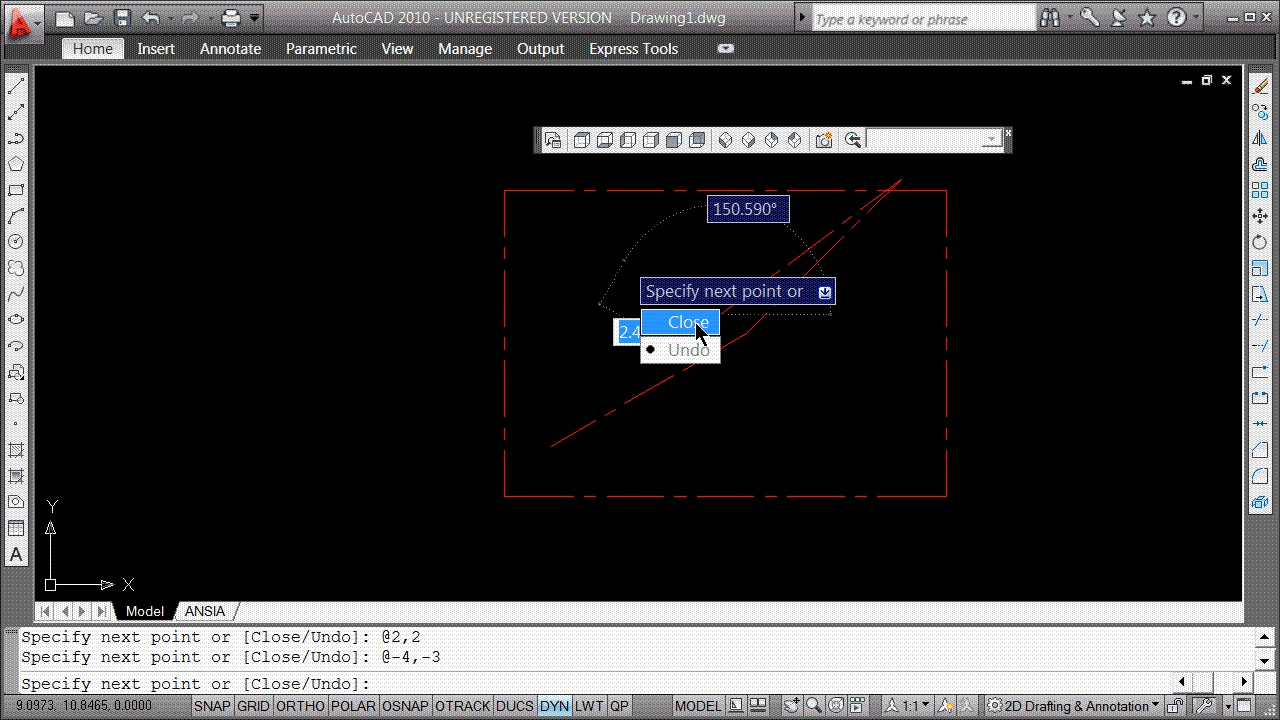 AutoCAD 2010 - UNREGISTERED VERSION Drawing1.dwg
Type a keyword or phrase
Home Insert Annotate Parametric View Manage Output Express Tools
150.590°
Specify next point or
2.4
Close
Undo
Y
X
Model ANSIA
Specify next point or [Close/Undo]: @2,2
Specify next point or [Close/Undo]: @-4,-3
Specify next point or [Close/Undo]:
9.0973, 10.8465, 0.0000 SNAP GRID ORTHO POLAR OSNAP OTRACK DUCS DYN LWT QP MODEL 1:1 2D Drafting & Annotation